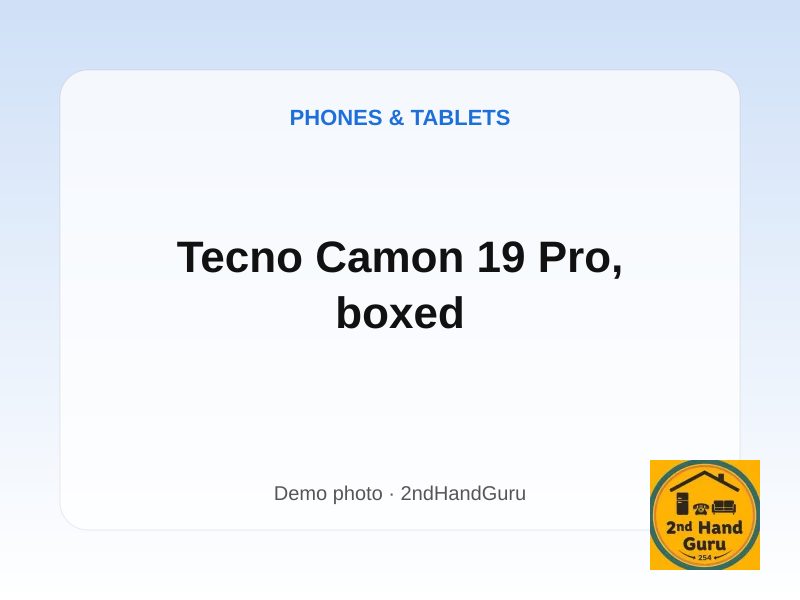 PHONES & TABLETS
Tecno Camon 19 Pro,
boxed
Demo photo · 2ndHandGuru
2nd Hand
Guru
254